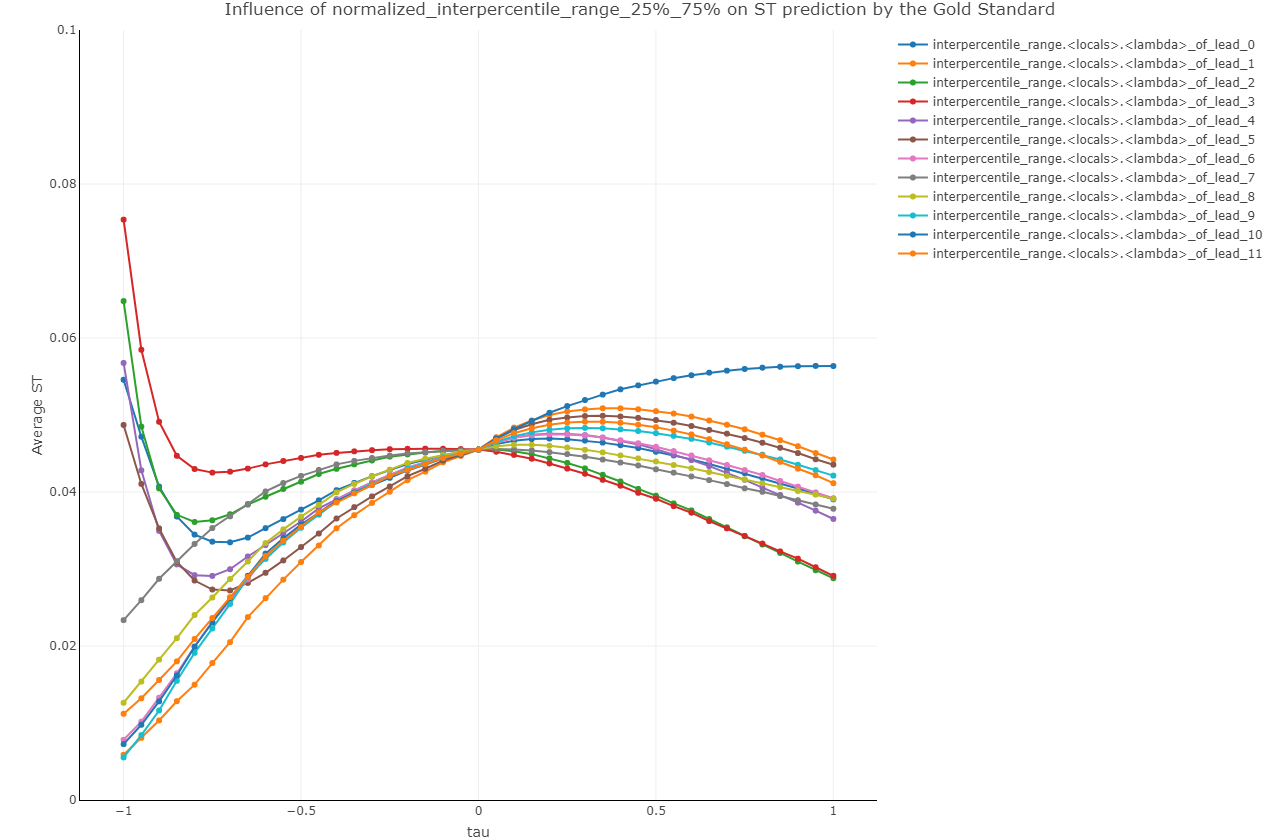 Influence of normalized_interpercentile_range_25%_75% on ST prediction by the Gold Standard
interpercentile_range.<locals>.<lambda>_of_lead_0
interpercentile_range.<locals>.<lambda>_of_lead_1
interpercentile_range.<locals>.<lambda>_of_lead_2
interpercentile_range.<locals>.<lambda>_of_lead_3
interpercentile_range.<locals>.<lambda>_of_lead_4
interpercentile_range.<locals>.<lambda>_of_lead_5
interpercentile_range.<locals>.<lambda>_of_lead_6
interpercentile_range.<locals>.<lambda>_of_lead_7
interpercentile_range.<locals>.<lambda>_of_lead_8
interpercentile_range.<locals>.<lambda>_of_lead_9
interpercentile_range.<locals>.<lambda>_of_lead_10
interpercentile_range.<locals>.<lambda>_of_lead_11
0.1
0.08
0.06
0.04
0.02
0
Average ST
−1 −0.5 0 0.5 1
tau